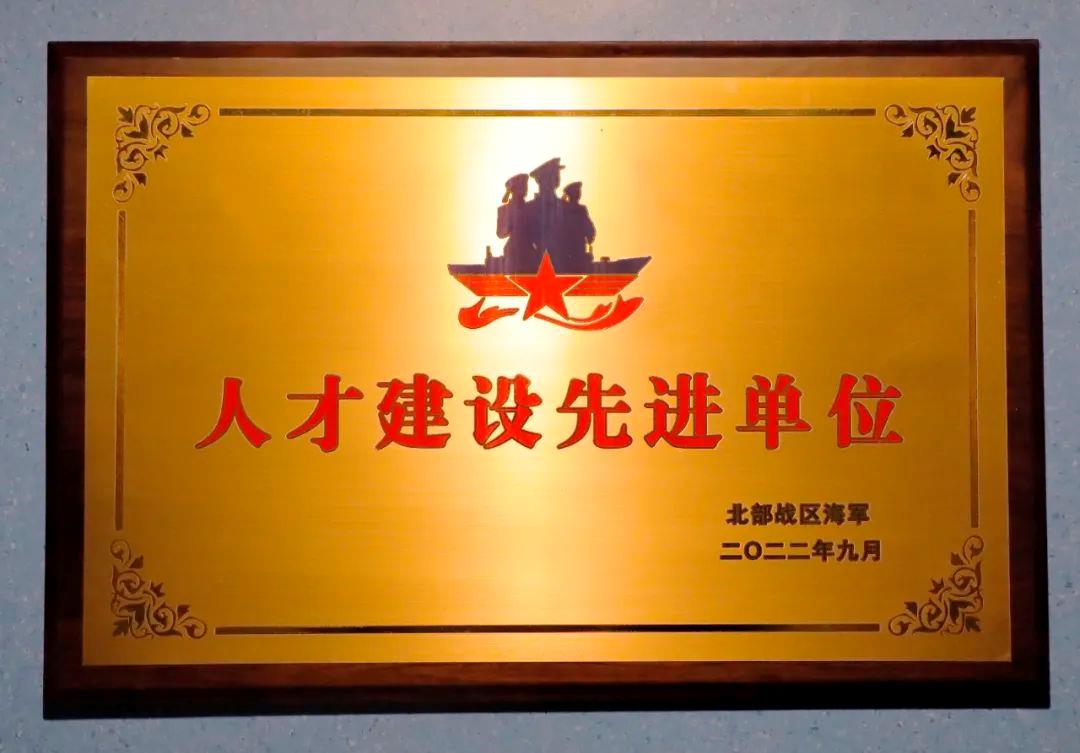 人才建设先进单位
北部战区海军
二〇二二年九月